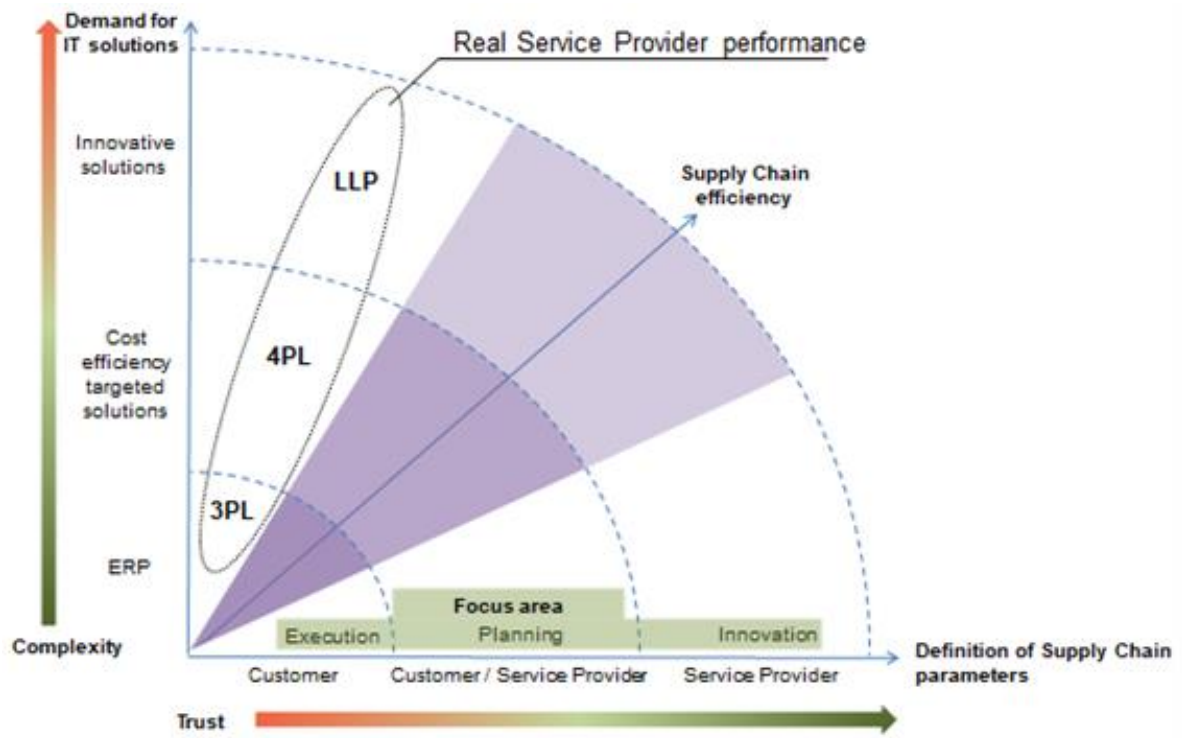 Demand for
IT solutions
Real Service Provider performance
Innovative
solutions
LLP
Supply Chain
efficiency
Cost
efficiency
targeted
solutions
4PL
3PL
ERP
Focus area
Execution
Planning
Innovation
Complexity
Definition of Supply Chain
parameters
Customer
Customer / Service Provider
Service Provider
Trust